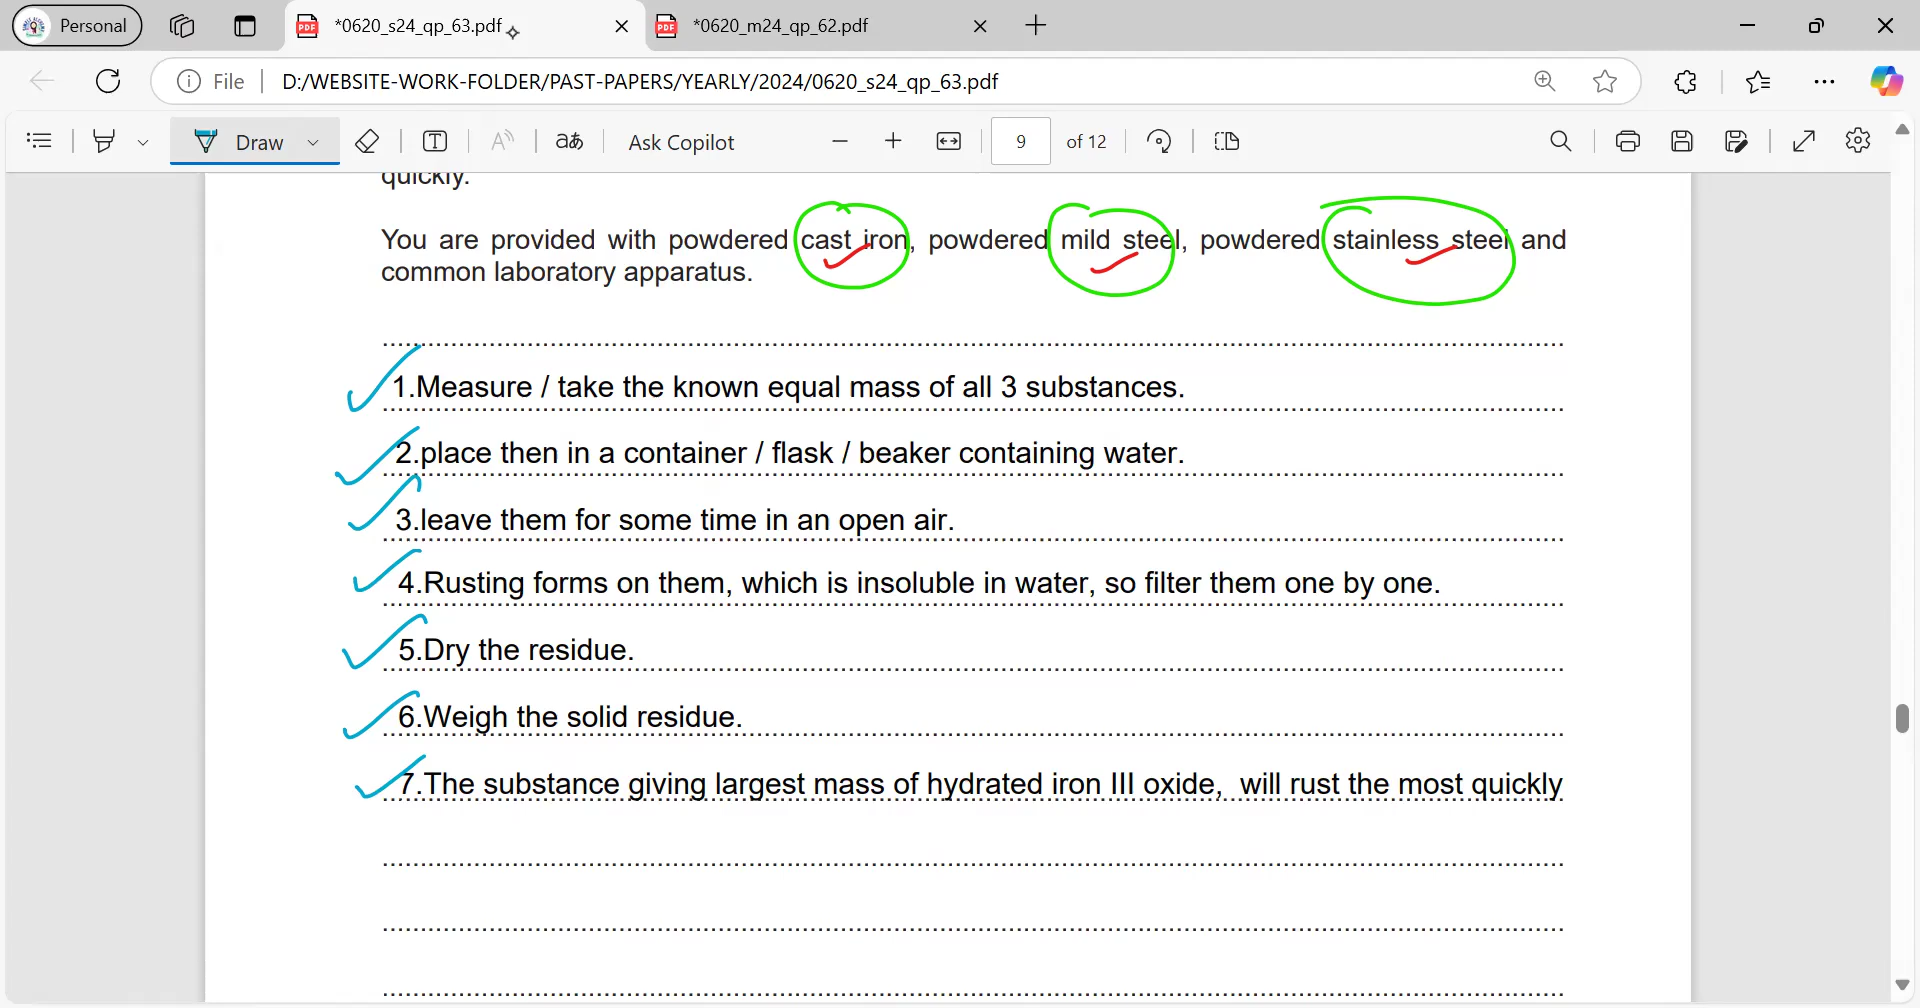 Personal
*0620_s24_qp_63.pdf
*0620_m24_qp_62.pdf
File
D:/WEBSITE-WORK-FOLDER/PAST-PAPERS/YEARLY/2024/0620_s24_qp_63.pdf
Draw
Ask Copilot
9 of 12
quickly.
You are provided with powdered cast iron, powdered mild steel, powdered stainless steel and
common laboratory apparatus.
1.Measure / take the known equal mass of all 3 substances.
2.place then in a container / flask / beaker containing water.
3.leave them for some time in an open air.
4.Rusting forms on them, which is insoluble in water, so filter them one by one.
5.Dry the residue.
6.Weigh the solid residue.
7.The substance giving largest mass of hydrated iron III oxide,  will rust the most quickly